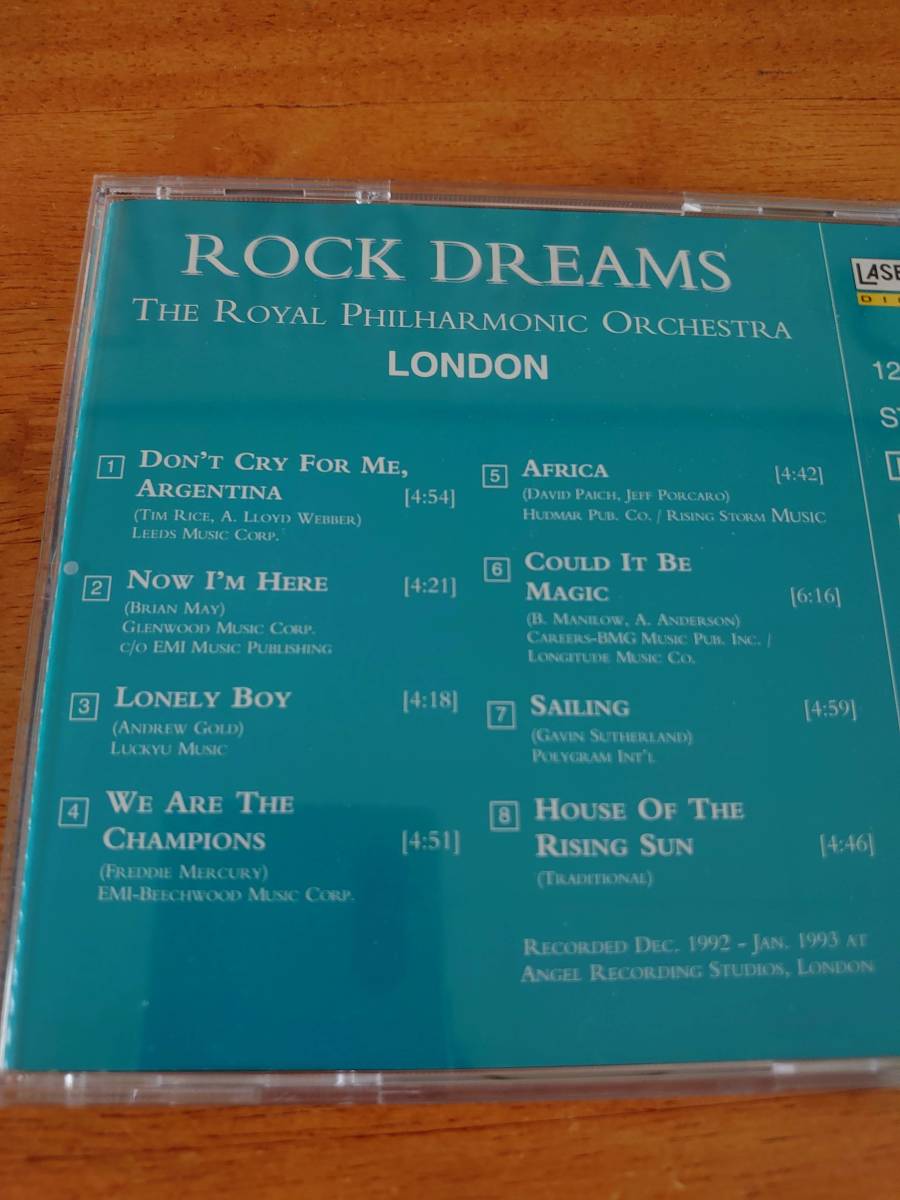 ROCK DREAMS
THE ROYAL PHILHARMONIC ORCHESTRA
LONDON
1 DON'T CRY FOR ME,
ARGENTINA [4:54]
(TIM RICE, A. LLOYD WEBBER)
LEEDS MUSIC CORP.
2 NOW I'M HERE [4:21]
(BRIAN MAY)
GLENWOOD MUSIC CORP.
C/O EMI MUSIC PUBLISHING
3 LONELY BOY [4:18]
(ANDREW GOLD)
LUCKYU MUSIC
4 WE ARE THE
CHAMPIONS [4:51]
(FREDDIE MERCURY)
EMI-BEECHWOOD MUSIC CORP.
5 AFRICA [4:42]
(DAVID PAICH, JEFF PORCARO)
HUDMAR PUB. CO. / RISING STORM MUSIC
6 COULD IT BE
MAGIC [6:16]
(B. MANILOW, A. ANDERSON)
CAREERS-BMG MUSIC PUB. INC. /
LONGITUDE MUSIC CO.
7 SAILING [4:59]
(GAVIN SUTHERLAND)
POLYGRAM INT'L
8 HOUSE OF THE
RISING SUN [4:46]
(TRADITIONAL)
RECORDED DEC. 1992 - JAN. 1993 AT
ANGEL RECORDING STUDIOS, LONDON
LASE
DI
12
ST